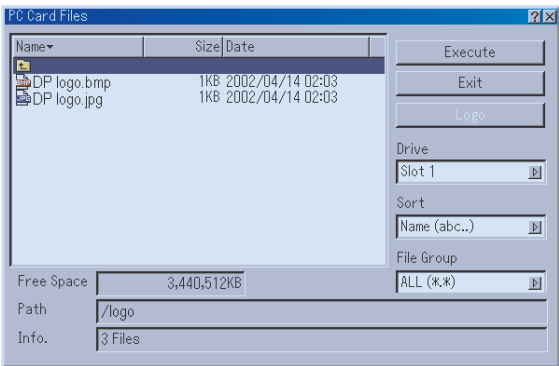 PC Card Files
Name Size Date
DP logo.bmp 1KB 2002/04/14 02:03
DP logo.jpg 1KB 2002/04/14 02:03
Execute
Exit
Logo
Drive
Slot 1
Sort
Name (abc..)
File Group
ALL (*.*)
Free Space 3,440,512KB
Path /logo
Info. 3 Files